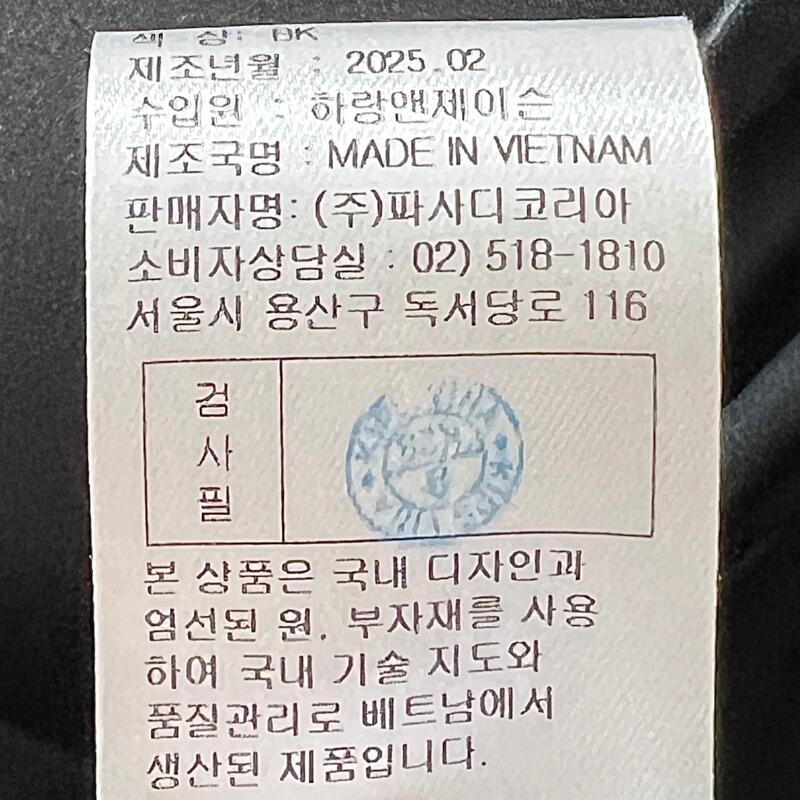 색 상: BK
제조년월 : 2025.02
수입원 : 하랑앤제이슨
제조국명 : MADE IN VIETNAM
판매자명: (주)파사디코리아
소비자상담실 : 02) 518-1810
서울시 용산구 독서당로 116
검
사
필
본 상품은 국내 디자인과
엄선된 원, 부자재를 사용
하여 국내 기술 지도와
품질관리로 베트남에서
생산된 제품입니다.